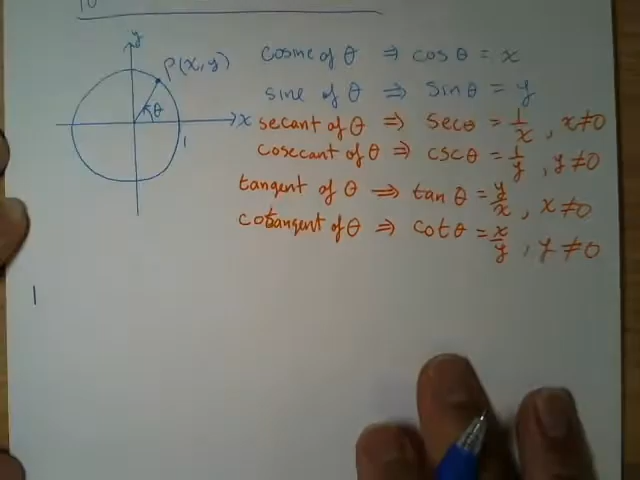 10
y
P(x,y)
θ
x
1
cosine of θ ⇒ cos θ = x
sine of θ ⇒ sin θ = y
secant of θ ⇒ sec θ = 1/x , x≠0
cosecant of θ ⇒ csc θ = 1/y , y≠0
tangent of θ ⇒ tan θ = y/x , x≠0
cotangent of θ ⇒ cot θ = x/y , y≠0